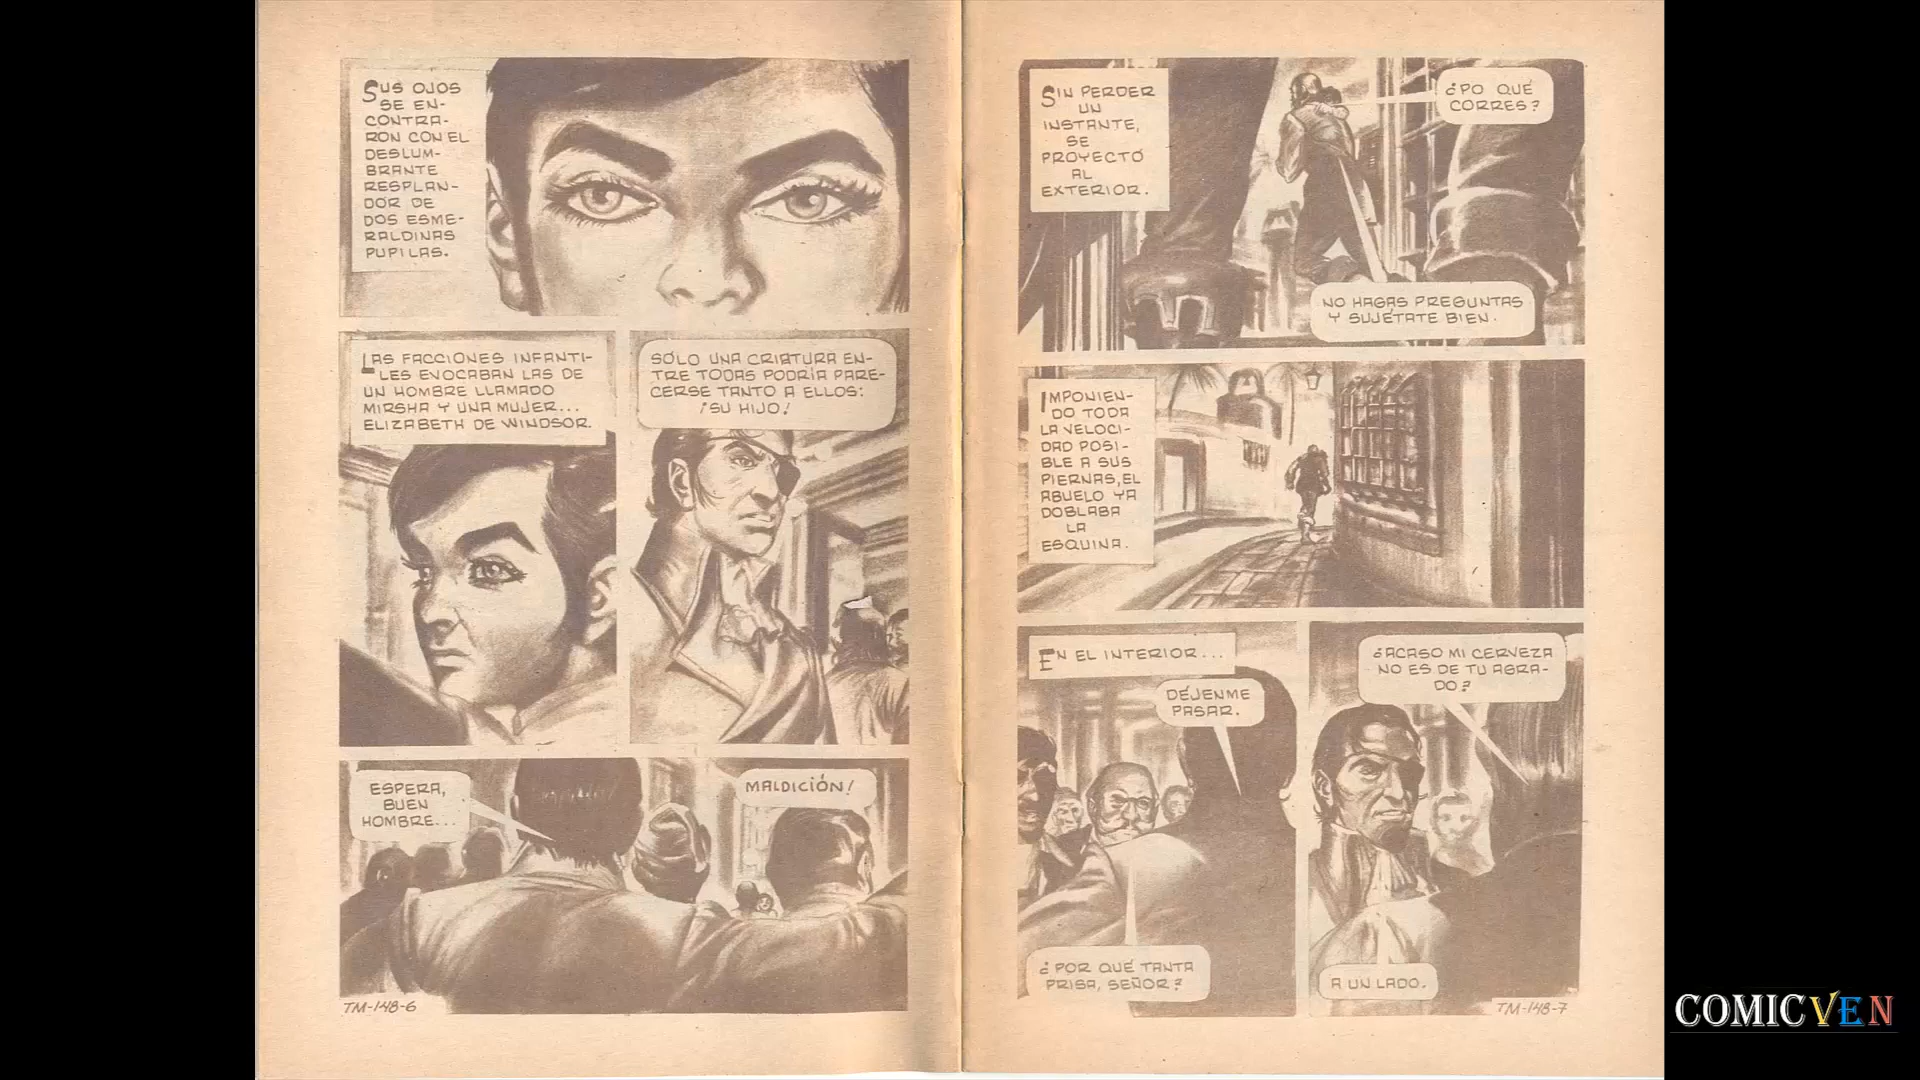 SUS OJOS
SE EN-
CONTRA-
RON CON EL
DESLUM-
BRANTE
RESPLAN-
DOR DE
DOS ESME-
RALDINAS
PUPILAS.
LAS FACCIONES INFANTI-
LES EVOCABAN LAS DE
UN HOMBRE LLAMADO
MIRSHA Y UNA MUJER...
ELIZABETH DE WINDSOR.
SÓLO UNA CRIATURA EN-
TRE TODAS PODRÍA PARE-
CERSE TANTO A ELLOS:
¡SU HIJO!
ESPERA,
BUEN
HOMBRE...
MALDICIÓN!
TM-148-6
SIN PERDER
UN
INSTANTE,
SE
PROYECTÓ
AL
EXTERIOR.
¿PO QUÉ
CORRES?
NO HAGAS PREGUNTAS
Y SUJÉTATE BIEN.
IMPONIEN-
DO TODA
LA VELOCI-
DAD POSI-
BLE A SUS
PIERNAS, EL
ABUELO YA
DOBLABA
LA
ESQUINA.
EN EL INTERIOR...
DÉJENME
PASAR.
¿POR QUÉ TANTA
PRISA, SEÑOR?
¿ACASO MI CERVEZA
NO ES DE TU AGRA-
DO?
A UN LADO.
TM-148-7
COMICVEN